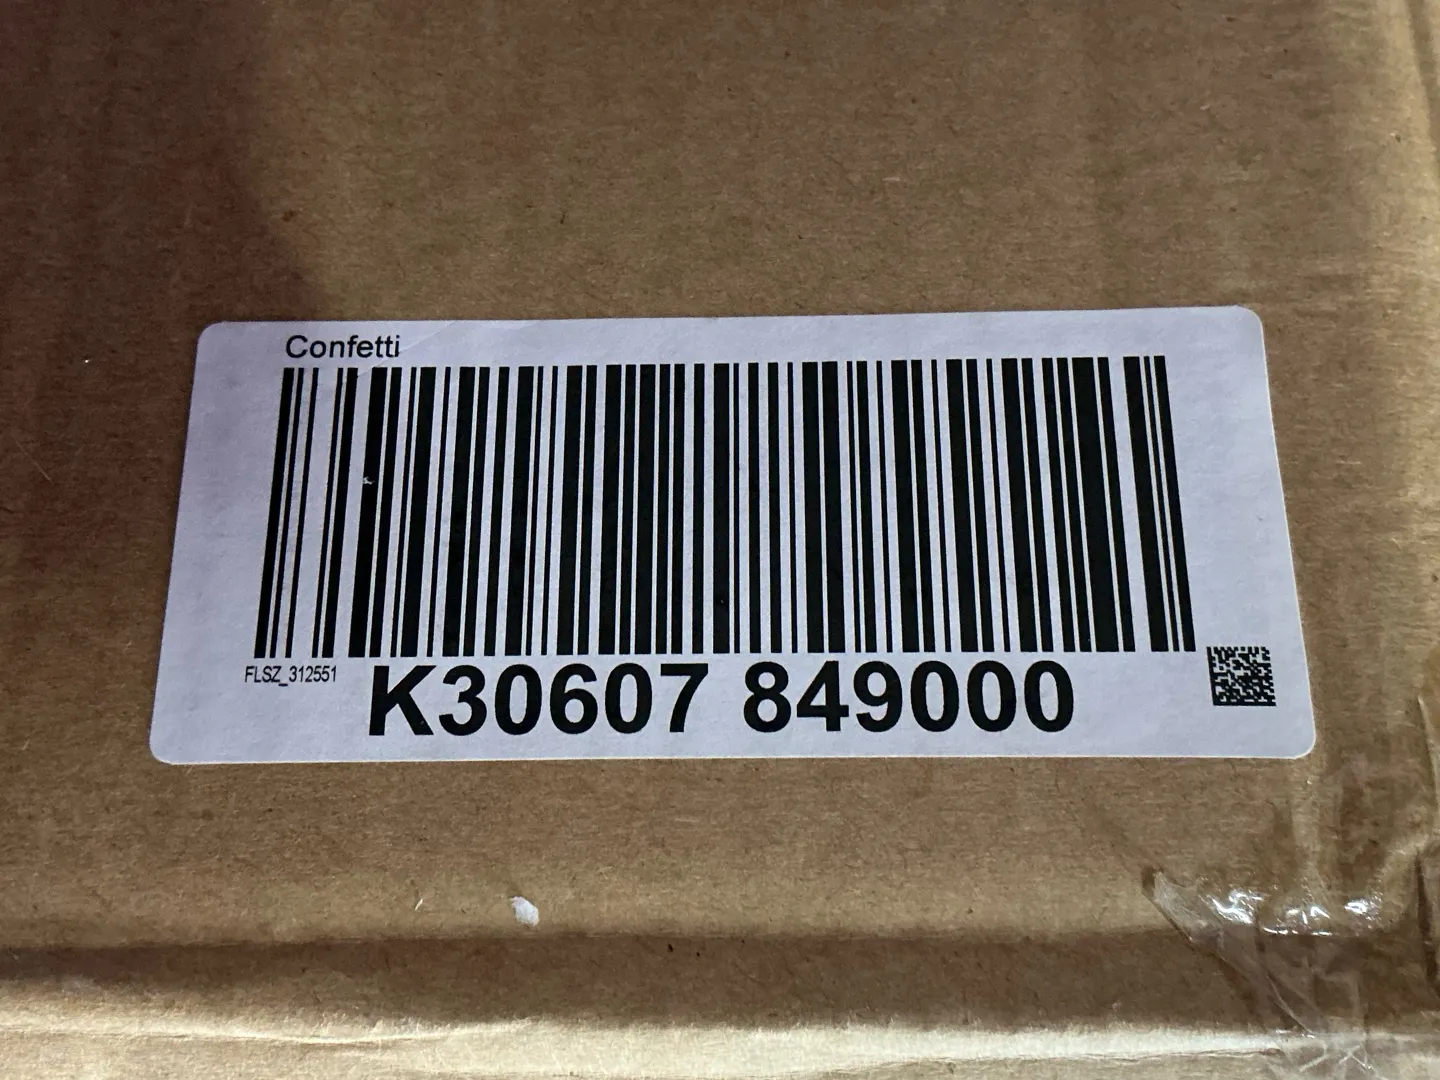 Confetti
FLSZ_312551
K30607 849000